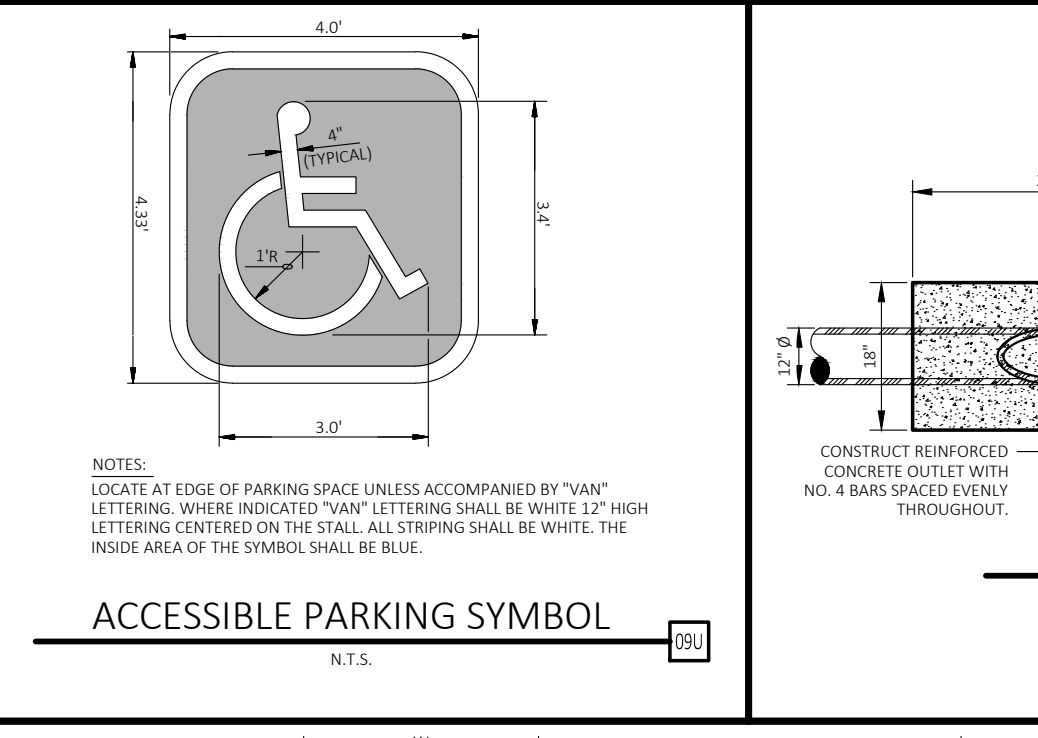 4.0'
4.33'
4"
(TYPICAL)
3.4'
1'R
3.0'
NOTES:
LOCATE AT EDGE OF PARKING SPACE UNLESS ACCOMPANIED BY "VAN"
LETTERING. WHERE INDICATED "VAN" LETTERING SHALL BE WHITE 12" HIGH
LETTERING CENTERED ON THE STALL. ALL STRIPING SHALL BE WHITE. THE
INSIDE AREA OF THE SYMBOL SHALL BE BLUE.
ACCESSIBLE PARKING SYMBOL
09U
N.T.S.
12" Ø
18"
CONSTRUCT REINFORCED
CONCRETE OUTLET WITH
NO. 4 BARS SPACED EVENLY
THROUGHOUT.